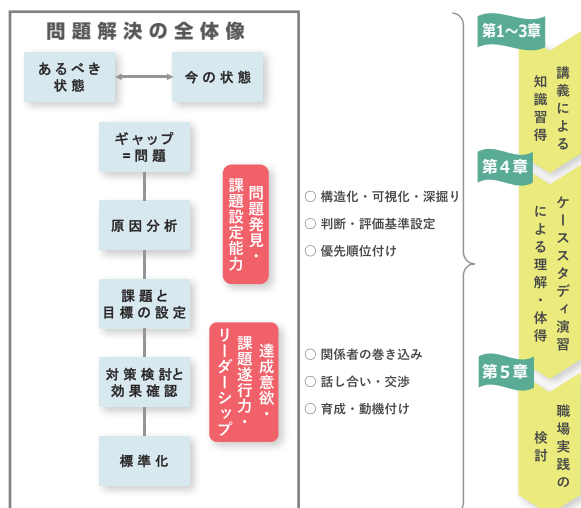 問題解決の全体像
あるべき
状態
今の状態
ギャップ
=問題
原因分析
課題と
目標の設定
対策検討と
効果確認
標準化
問題発見・
課題設定能力
達成意欲・
課題遂行力・
リーダーシップ
○ 構造化・可視化・深掘り
○ 判断・評価基準設定
○ 優先順位付け
○ 関係者の巻き込み
○ 話し合い・交渉
○ 育成・動機付け
第1〜3章
講義による
知識習得
第4章
ケーススタディ演習
による理解・体得
第5章
職場実践の
検討